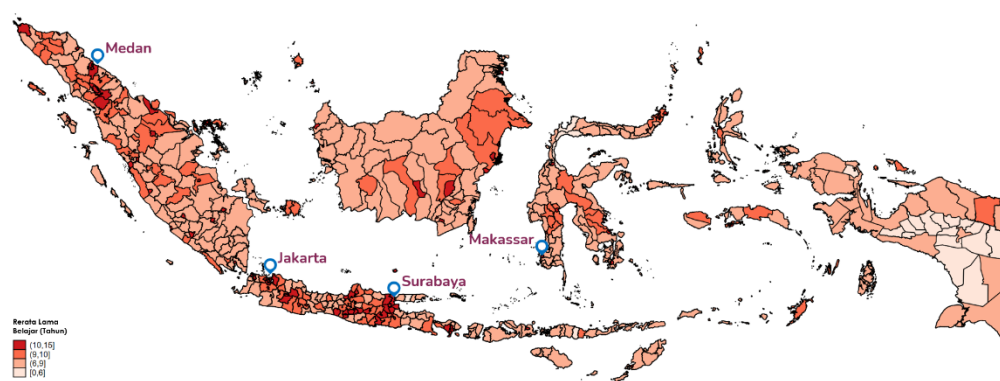 Medan
Makassar
Jakarta
Surabaya
Rerata Lama
Belajar (Tahun)
(10,15]
(9,10]
(6,9]
[0,6]